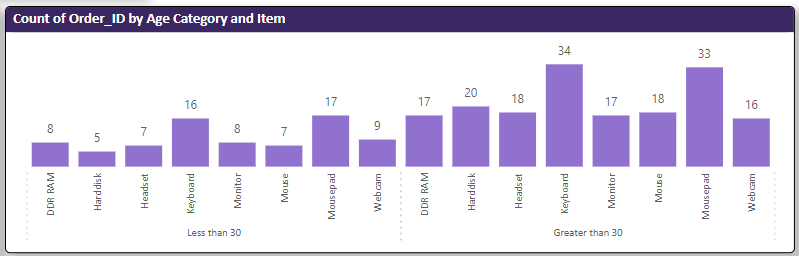 Count of Order_ID by Age Category and Item
8
5
7
16
8
7
17
9
17
20
18
34
17
18
33
16
DDR RAM
Harddisk
Headset
Keyboard
Monitor
Mouse
Mousepad
Webcam
DDR RAM
Harddisk
Headset
Keyboard
Monitor
Mouse
Mousepad
Webcam
Less than 30
Greater than 30